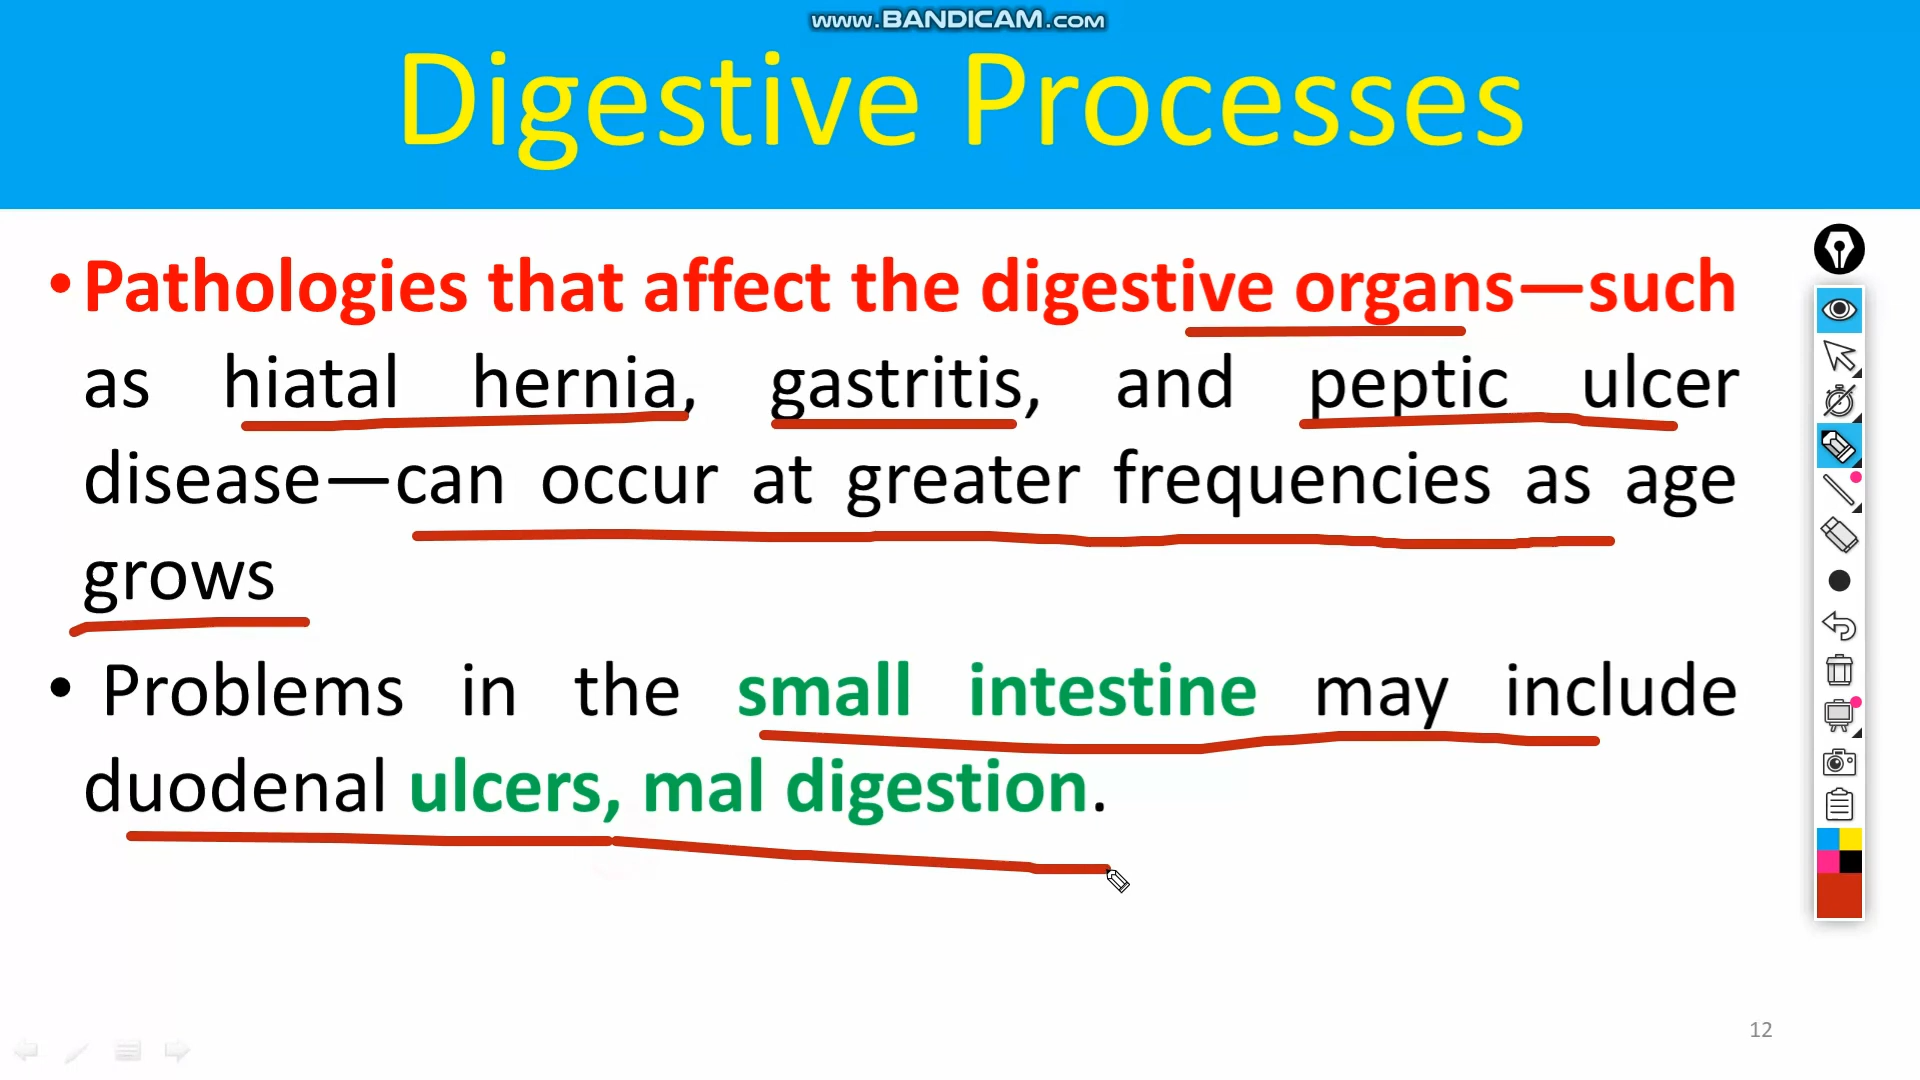 www.BANDICAM.com
Digestive Processes
•Pathologies that affect the digestive organs—such
as hiatal hernia, gastritis, and peptic ulcer
disease—can occur at greater frequencies as age
grows
• Problems in the small intestine may include
duodenal ulcers, mal digestion.
12